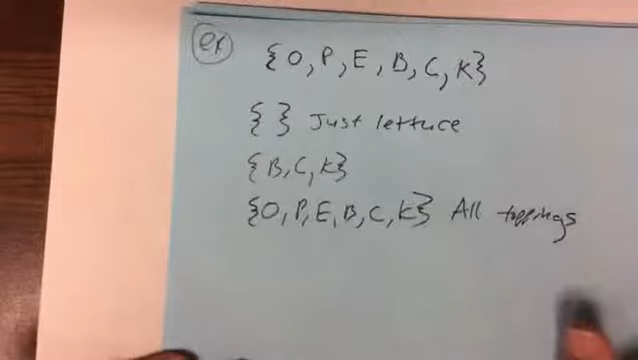 ex {O, P, E, B, C, K}
{ } Just lettuce
{B, C, K}
{O, P, E, B, C, K} All toppings